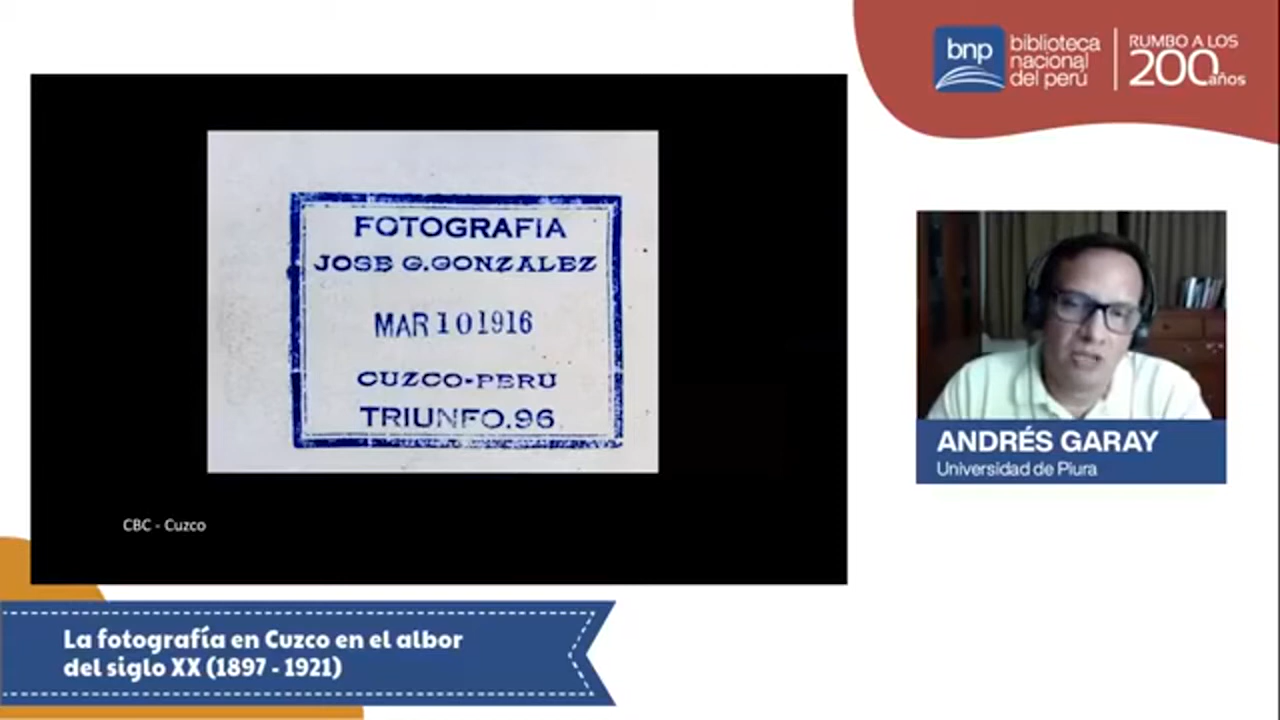 bnp
biblioteca
nacional
del perú
RUMBO A LOS
200 años
FOTOGRAFIA
JOSE G.GONZALEZ
MAR 10 1916
CUZCO-PERU
TRIUNFO.96
CBC - Cuzco
ANDRÉS GARAY
Universidad de Piura
La fotografía en Cuzco en el albor
del siglo XX (1897 - 1921)